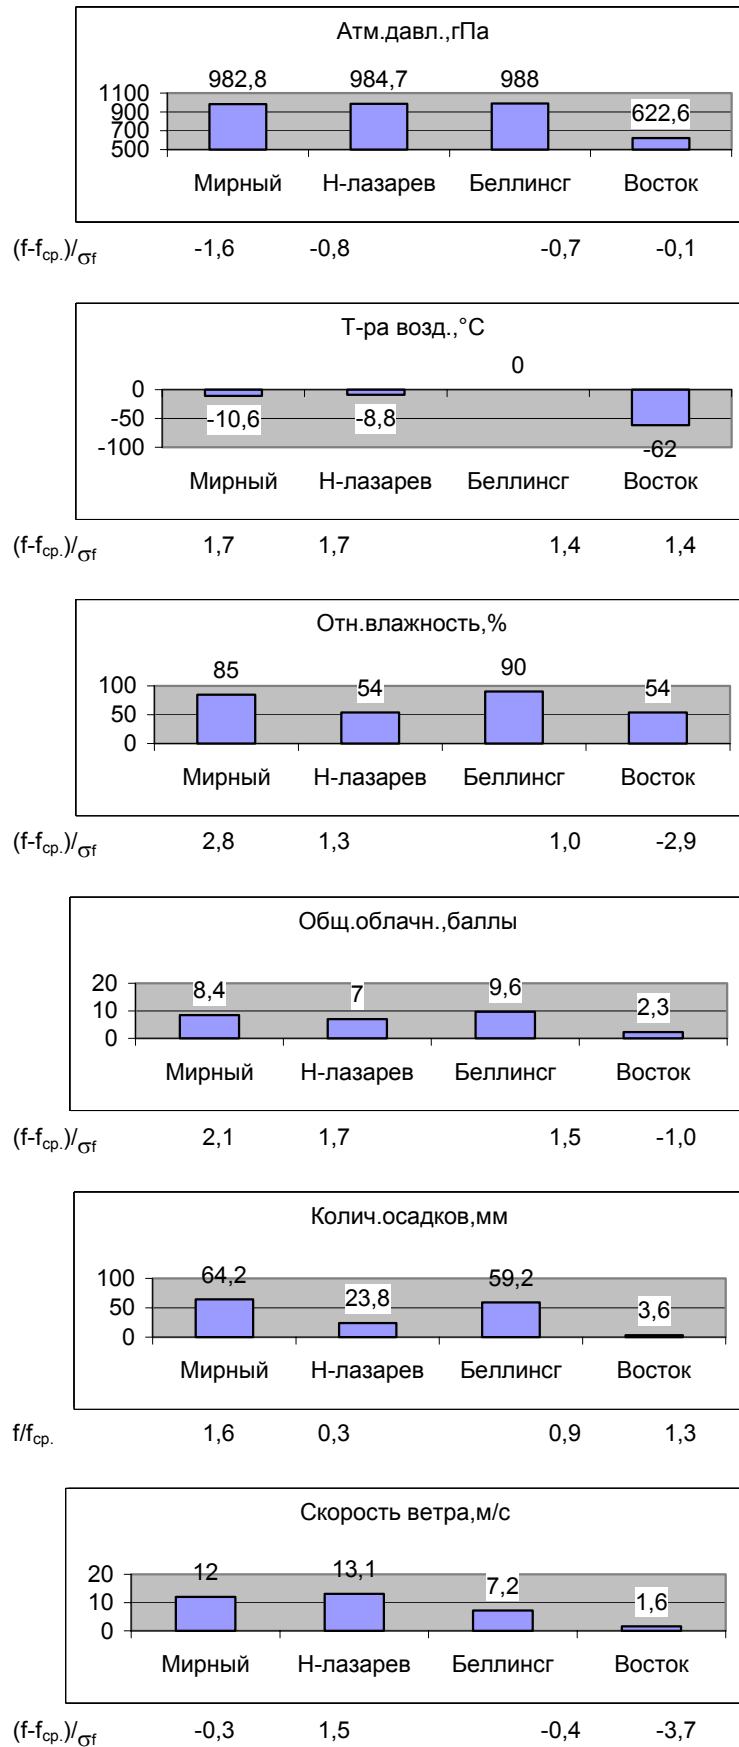 Атм.давл.,гПа
982,8 984,7 988 622,6
1100
900
700
500
Мирный Н-лазарев Беллинсг Восток
(f-fср.)/σf -1,6 -0,8 -0,7 -0,1
Т-ра возд.,°С
0
0
-50
-100
-10,6 -8,8 -62
Мирный Н-лазарев Беллинсг Восток
(f-fср.)/σf 1,7 1,7 1,4 1,4
Отн.влажность,%
85 54 90 54
100
50
0
Мирный Н-лазарев Беллинсг Восток
(f-fср.)/σf 2,8 1,3 1,0 -2,9
Общ.облачн.,баллы
8,4 7 9,6 2,3
20
10
0
Мирный Н-лазарев Беллинсг Восток
(f-fср.)/σf 2,1 1,7 1,5 -1,0
Колич.осадков,мм
64,2 23,8 59,2 3,6
100
50
0
Мирный Н-лазарев Беллинсг Восток
f/fср. 1,6 0,3 0,9 1,3
Скорость ветра,м/с
12 13,1 7,2 1,6
20
10
0
Мирный Н-лазарев Беллинсг Восток
(f-fср.)/σf -0,3 1,5 -0,4 -3,7